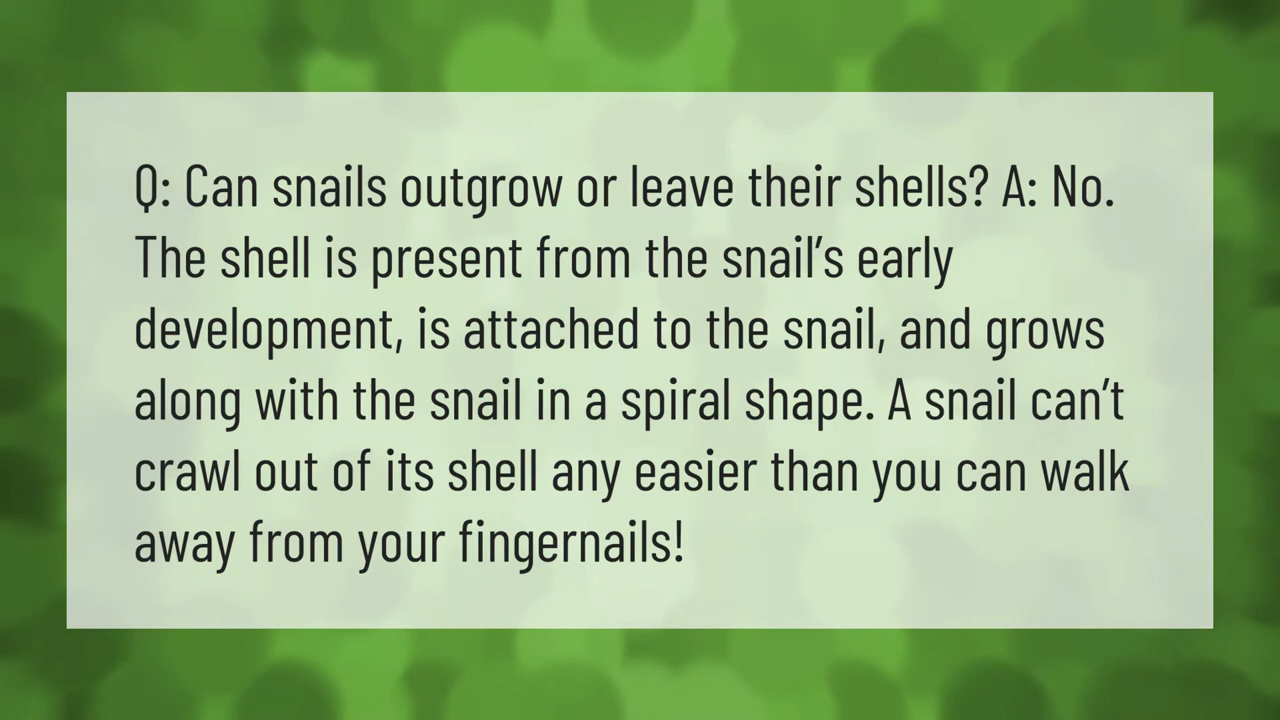 Q: Can snails outgrow or leave their shells? A: No.
The shell is present from the snail’s early
development, is attached to the snail, and grows
along with the snail in a spiral shape. A snail can’t
crawl out of its shell any easier than you can walk
away from your fingernails!